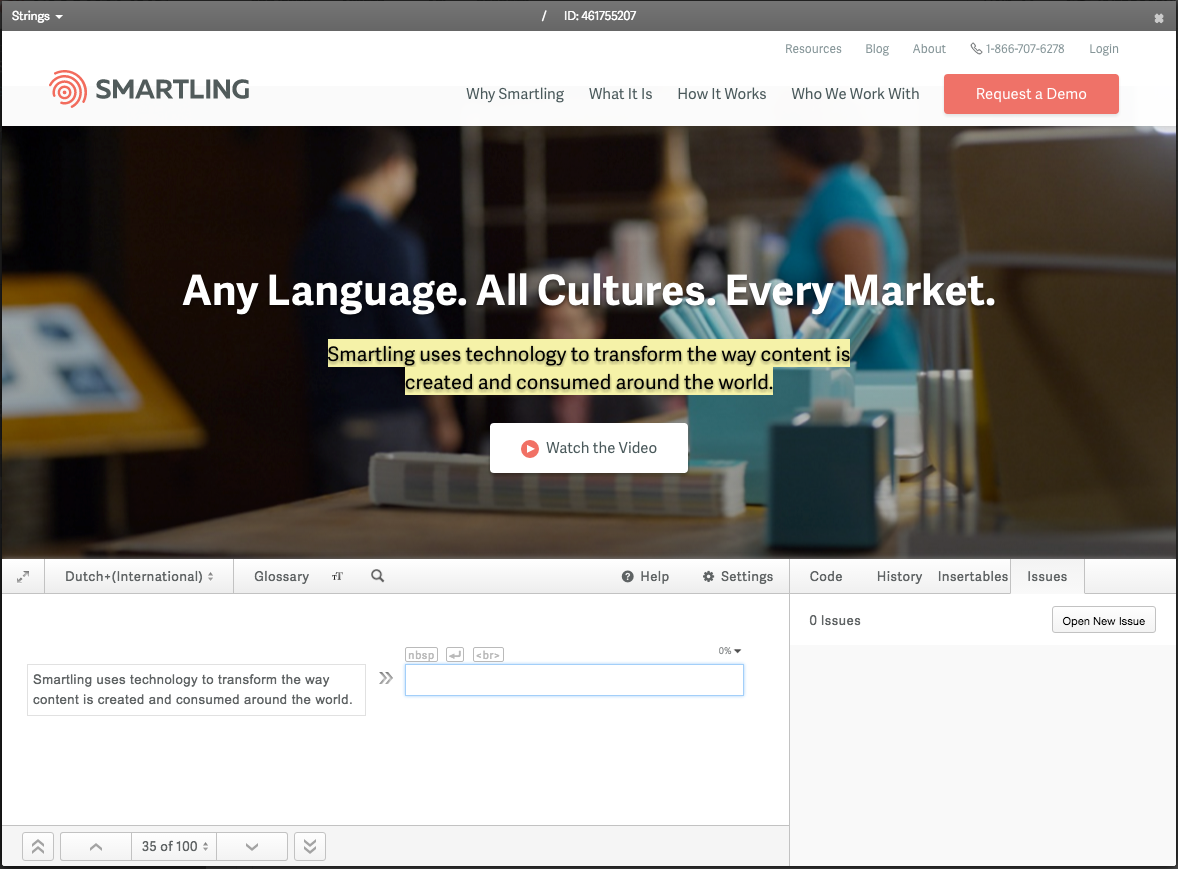 Strings
/ ID: 461755207
Resources Blog About 1-866-707-6278 Login
SMARTLING
Why Smartling What It Is How It Works Who We Work With Request a Demo
Any Language. All Cultures. Every Market.
Smartling uses technology to transform the way content is
created and consumed around the world.
Watch the Video
Dutch+(International) Glossary тT Help Settings
Code History Insertables Issues
0 Issues Open New Issue
nbsp <br> 0%
Smartling uses technology to transform the way
content is created and consumed around the world.
35 of 100